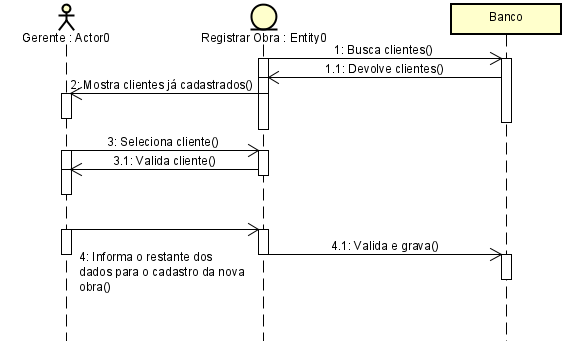 Gerente : Actor0
Registrar Obra : Entity0
Banco
1: Busca clientes()
1.1: Devolve clientes()
2: Mostra clientes já cadastrados()
3: Seleciona cliente()
3.1: Valida cliente()
4: Informa o restante dos
dados para o cadastro da nova
obra()
4.1: Valida e grava()